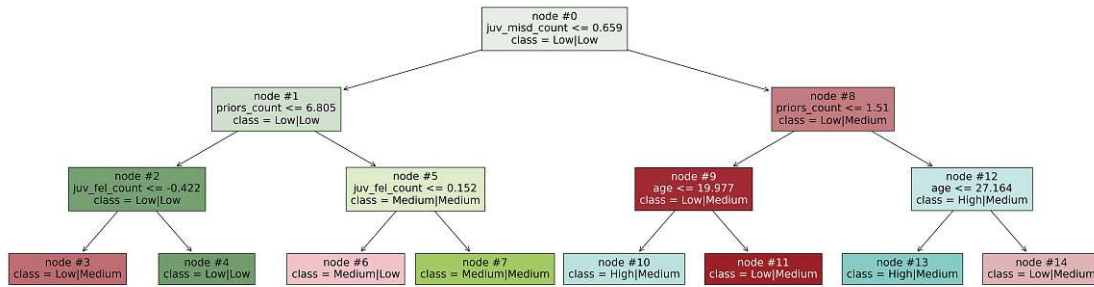 node #0
juv_misd_count <= 0.659
class = Low|Low
node #1
priors_count <= 6.805
class = Low|Low
node #8
priors_count <= 1.51
class = Low|Medium
node #2
juv_fel_count <= -0.422
class = Low|Low
node #5
juv_fel_count <= 0.152
class = Medium|Medium
node #9
age <= 19.977
class = Low|Medium
node #12
age <= 27.164
class = High|Medium
node #3
class = Low|Medium
node #4
class = Low|Low
node #6
class = Medium|Low
node #7
class = Medium|Medium
node #10
class = High|Medium
node #11
class = Low|Medium
node #13
class = High|Medium
node #14
class = Low|Medium